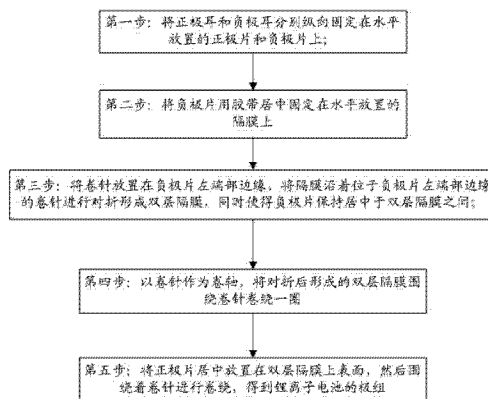 第一步：将正极耳和负极耳分别纵向固定在水平
放置的正极片和负极片上；
第二步：将负极片用胶带居中固定在水平放置的
隔膜上
第三步：将卷针放置在负极片左端部边缘，将隔膜沿着位于负极片左端部边缘
的卷针进行对折形成双层隔膜，同时使得负极片保持居中于双层隔膜之间；
第四步：以卷针作为卷轴，将对折后形成的双层隔膜围
绕卷针卷绕一圈
第五步：将正极片居中放置在双层隔膜上表面，然后围
绕着卷针进行卷绕，得到锂离子电池的极组